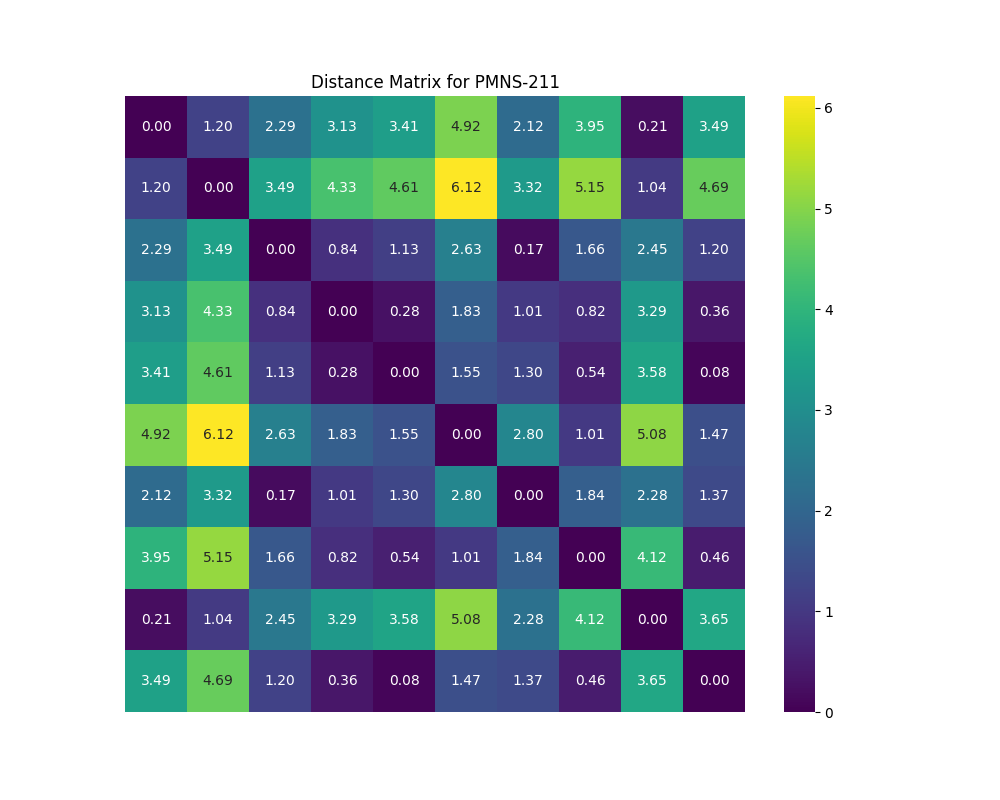 Distance Matrix for PMNS-211
0.00 1.20 2.29 3.13 3.41 4.92 2.12 3.95 0.21 3.49
1.20 0.00 3.49 4.33 4.61 6.12 3.32 5.15 1.04 4.69
2.29 3.49 0.00 0.84 1.13 2.63 0.17 1.66 2.45 1.20
3.13 4.33 0.84 0.00 0.28 1.83 1.01 0.82 3.29 0.36
3.41 4.61 1.13 0.28 0.00 1.55 1.30 0.54 3.58 0.08
4.92 6.12 2.63 1.83 1.55 0.00 2.80 1.01 5.08 1.47
2.12 3.32 0.17 1.01 1.30 2.80 0.00 1.84 2.28 1.37
3.95 5.15 1.66 0.82 0.54 1.01 1.84 0.00 4.12 0.46
0.21 1.04 2.45 3.29 3.58 5.08 2.28 4.12 0.00 3.65
3.49 4.69 1.20 0.36 0.08 1.47 1.37 0.46 3.65 0.00
6
5
4
3
2
1
0